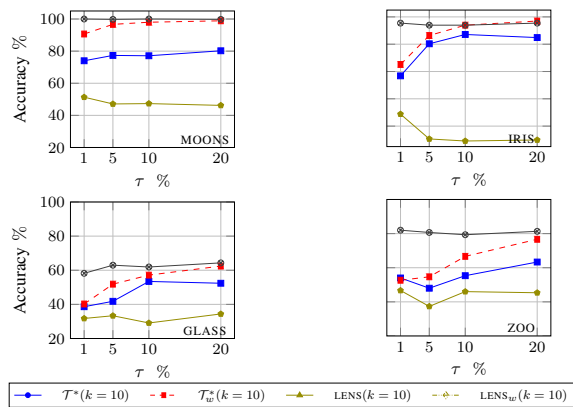 100
80
60
40
20
Accuracy %
MOONS
1 5 10 20
τ %
IRIS
1 5 10 20
τ %
100
80
60
40
20
Accuracy %
GLASS
1 5 10 20
τ %
ZOO
1 5 10 20
τ %
𝒯*(k = 10) 𝒯*w(k = 10) LENS(k = 10) LENSw(k = 10)